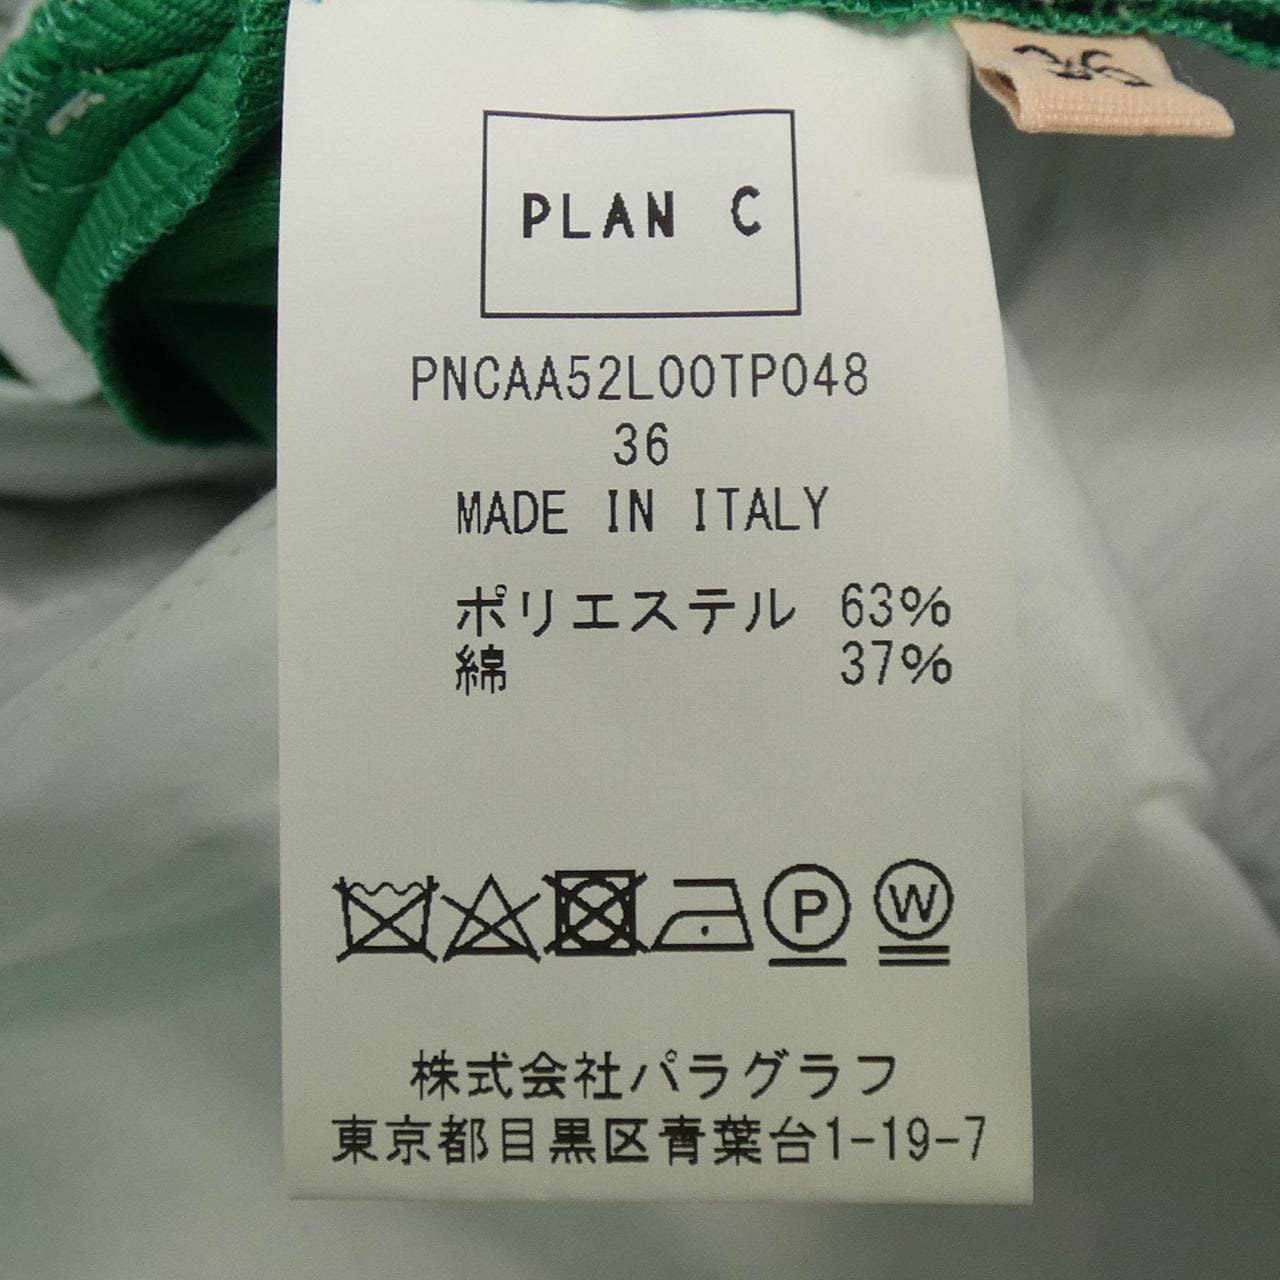 36
PLAN C
PNCAA52L00TP048
36
MADE IN ITALY
ポリエステル 63%
綿 37%
P W
株式会社パラグラフ
東京都目黒区青葉台1-19-7